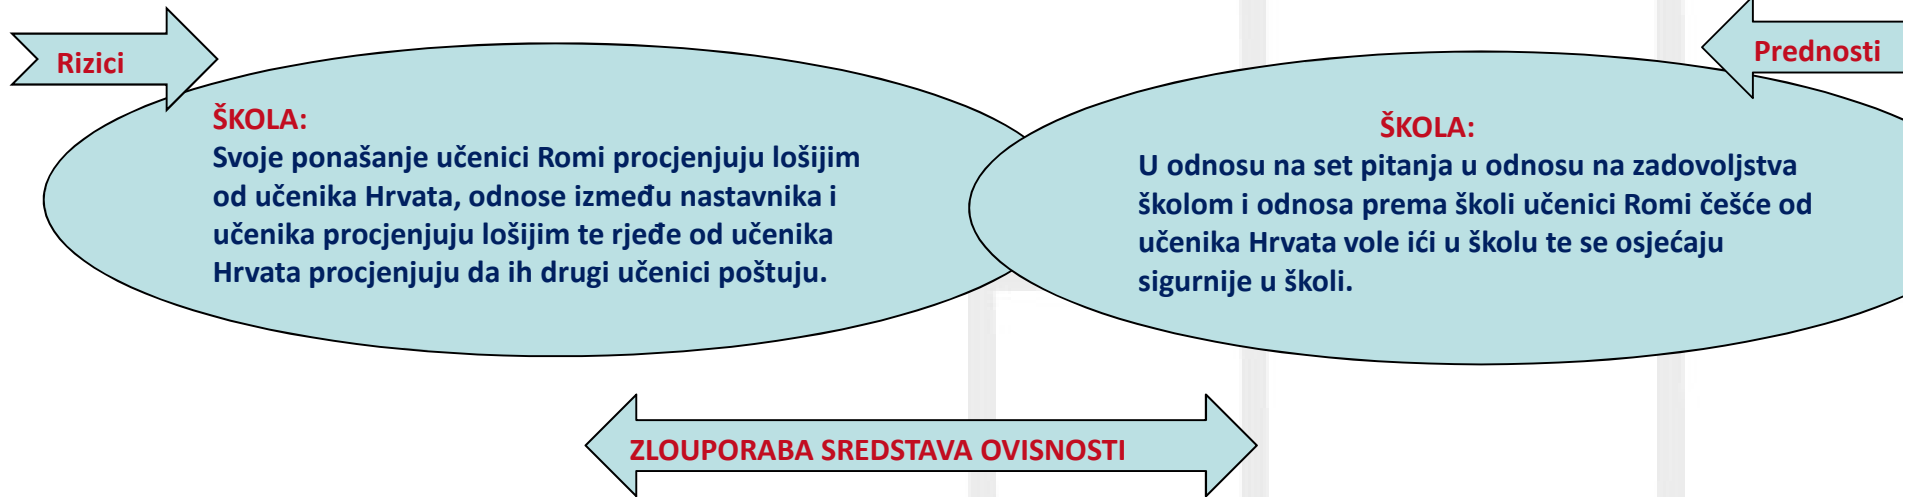 Rizici
ŠKOLA:
Svoje ponašanje učenici Romi procjenjuju lošijim
od učenika Hrvata, odnose između nastavnika i
učenika procjenjuju lošijim te rjeđe od učenika
Hrvata procjenjuju da ih drugi učenici poštuju.
Prednosti
ŠKOLA:
U odnosu na set pitanja u odnosu na zadovoljstva
školom i odnosa prema školi učenici Romi češće od
učenika Hrvata vole ići u školu te se osjećaju
sigurnije u školi.
ZLOUPORABA SREDSTAVA OVISNOSTI